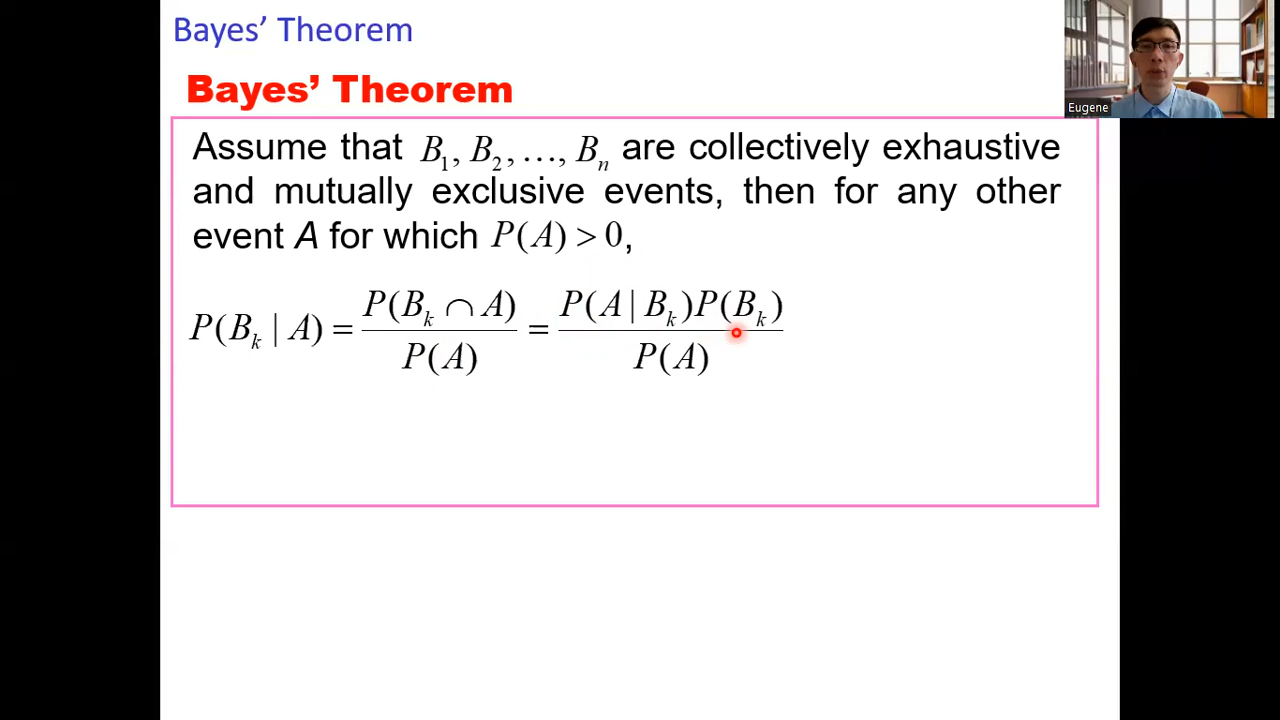 Bayes’ Theorem
Bayes’ Theorem
Eugene
Assume that B₁, B₂, …, Bₙ are collectively exhaustive
and mutually exclusive events, then for any other
event A for which P(A) > 0,
P(Bₖ | A) = P(Bₖ ∩ A) / P(A) = P(A | Bₖ)P(Bₖ) / P(A)